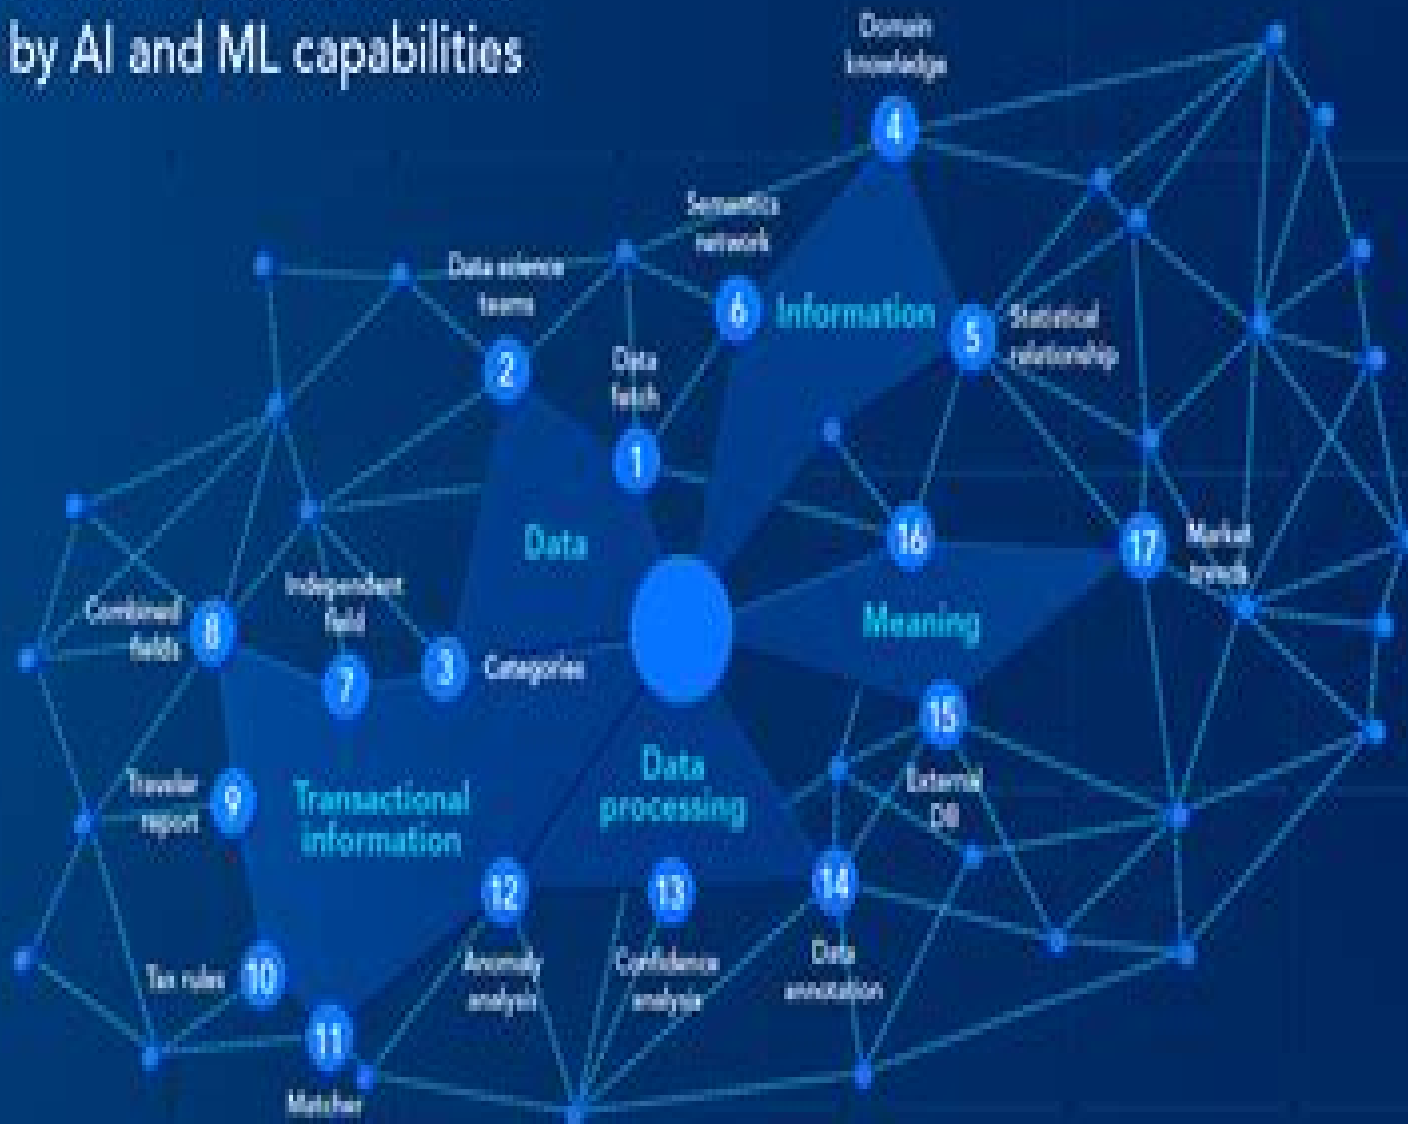 by AI and ML capabilities
Domain
knowledge
4
Semantics
network
Data science
teams
6
Information
5
Statistical
relationship
2
Data
fetch
1
Data
16
17
Market
trends
Independent
field
Combined
fields
8
7
3
Categories
Meaning
15
External
DB
Traveler
report
9
Transactional
information
Data
processing
12
13
14
Anomaly
analysis
Confidence
Data
annotation
Tax rules
10
11
Matcher